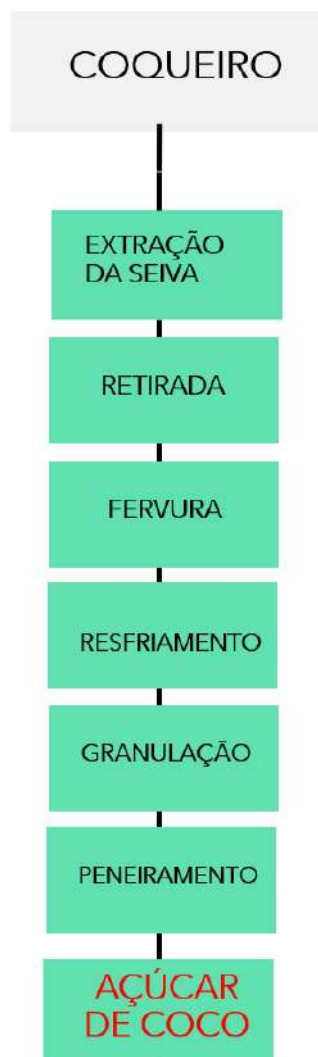 COQUEIRO
EXTRAÇÃO
DA SEIVA
RETIRADA
FERVURA
RESFRIAMENTO
GRANULAÇÃO
PENEIRAMENTO
AÇÚCAR
DE COCO